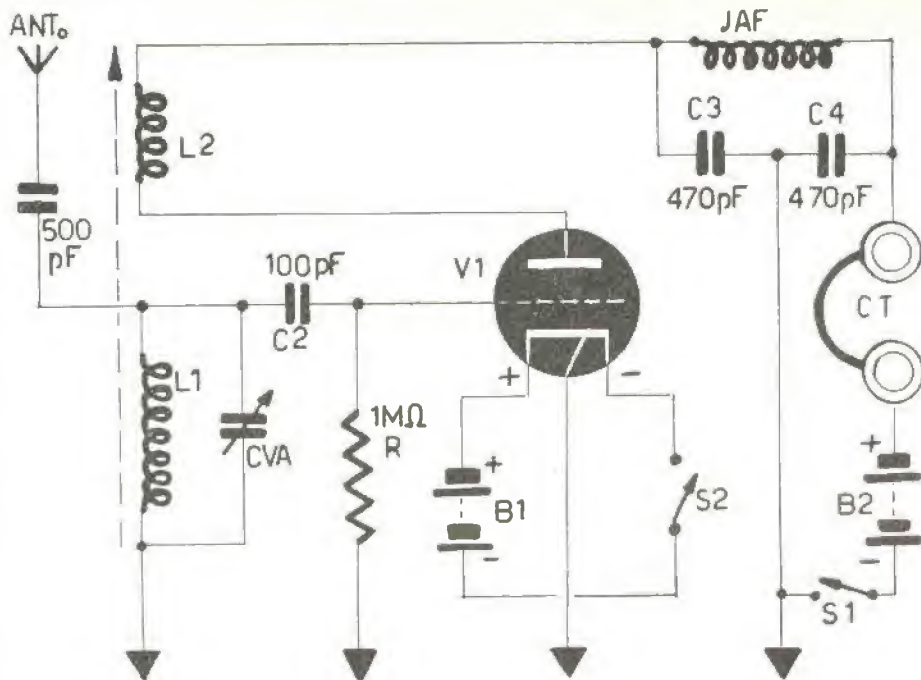 ANT.
JAF
L2
C3
C4
470pF
470pF
500
pF
100pF
C2
V1
CT
L1
CVA
1MΩ
R
+
-
+
B1
-
S2
+
B2
-
S1